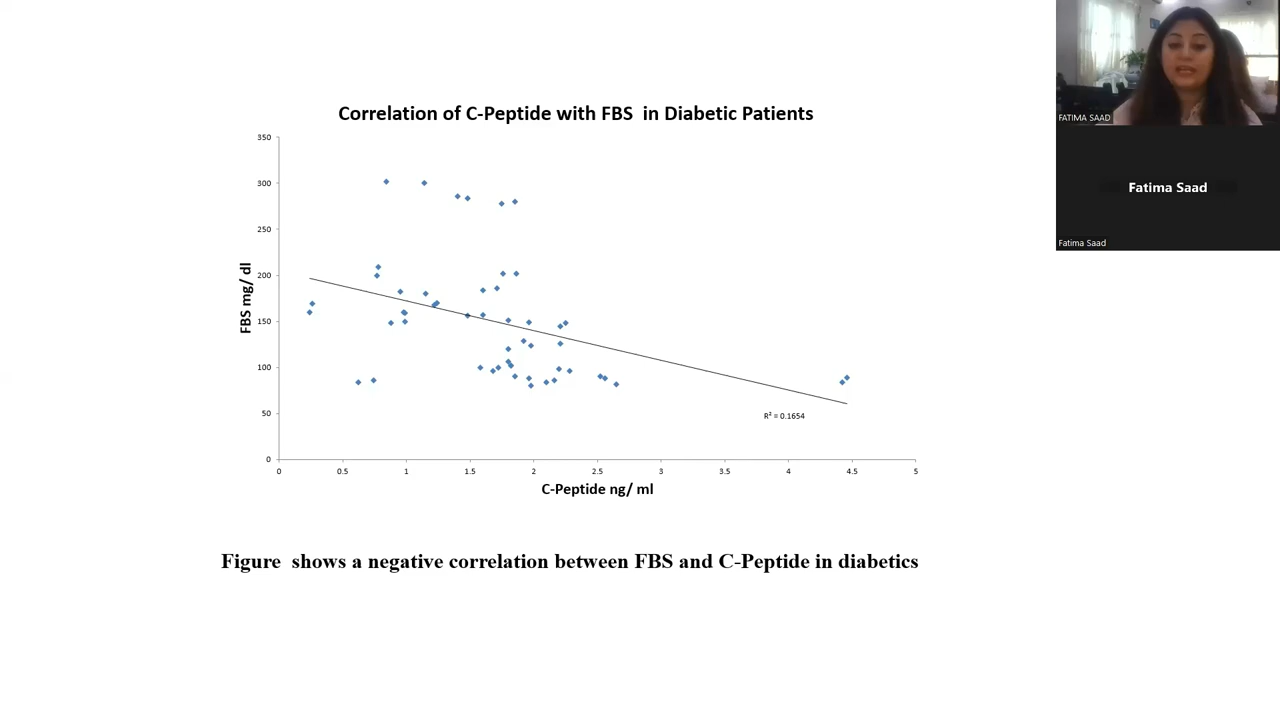 Correlation of C-Peptide with FBS  in Diabetic Patients
350
300
250
200
150
100
50
0
FBS mg/ dl
R² = 0.1654
0 0.5 1 1.5 2 2.5 3 3.5 4 4.5 5
C-Peptide ng/ ml
Figure  shows a negative correlation between FBS and C-Peptide in diabetics
FATIMA SAAD
Fatima Saad
Fatima Saad